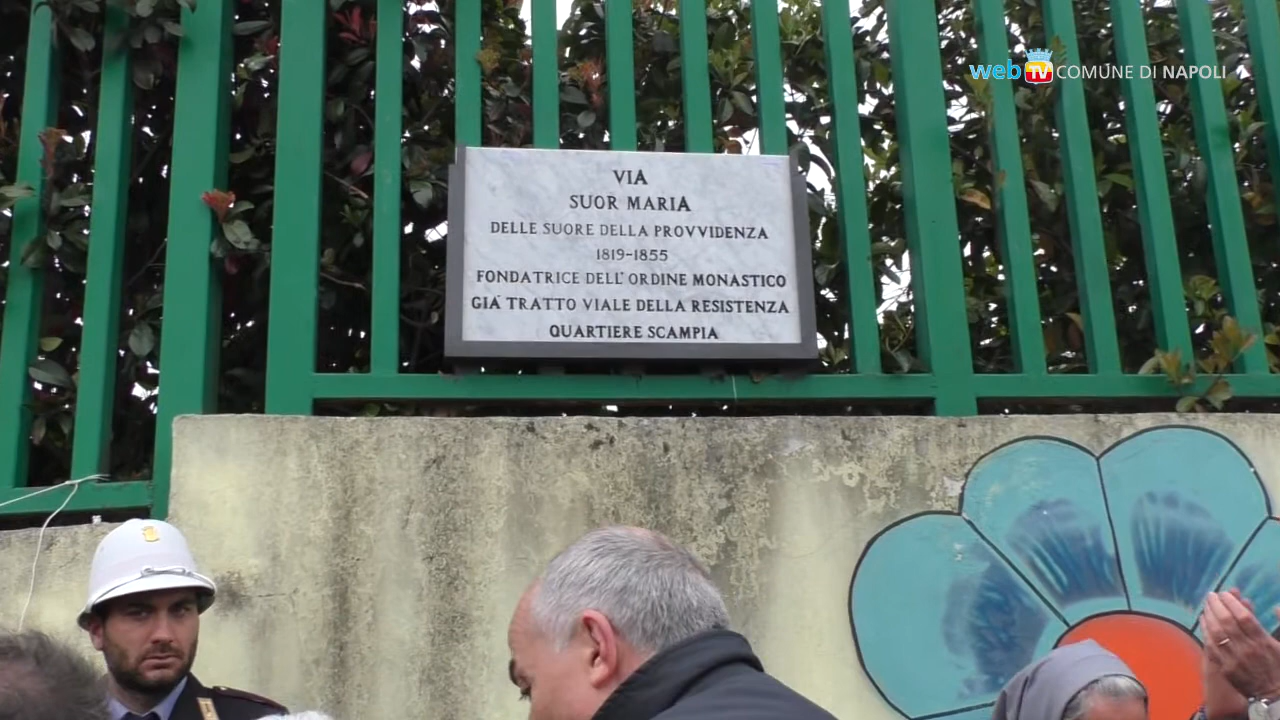 web TV COMUNE DI NAPOLI
VIA
SUOR MARIA
DELLE SUORE DELLA PROVVIDENZA
1819-1855
FONDATRICE DELL' ORDINE MONASTICO
GIA' TRATTO VIALE DELLA RESISTENZA
QUARTIERE SCAMPIA